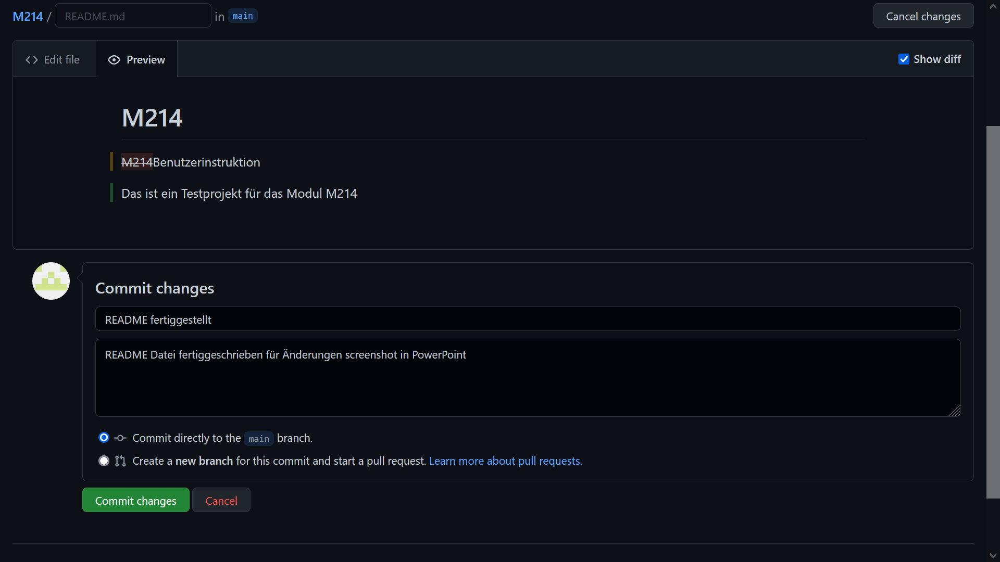 M214 / README.md in main Cancel changes
Edit file Preview Show diff
M214
M214Benutzerinstruktion
Das ist ein Testprojekt für das Modul M214
Commit changes
README fertiggestellt
README Datei fertiggeschrieben für Änderungen screenshot in PowerPoint
Commit directly to the main branch.
Create a new branch for this commit and start a pull request. Learn more about pull requests.
Commit changes Cancel